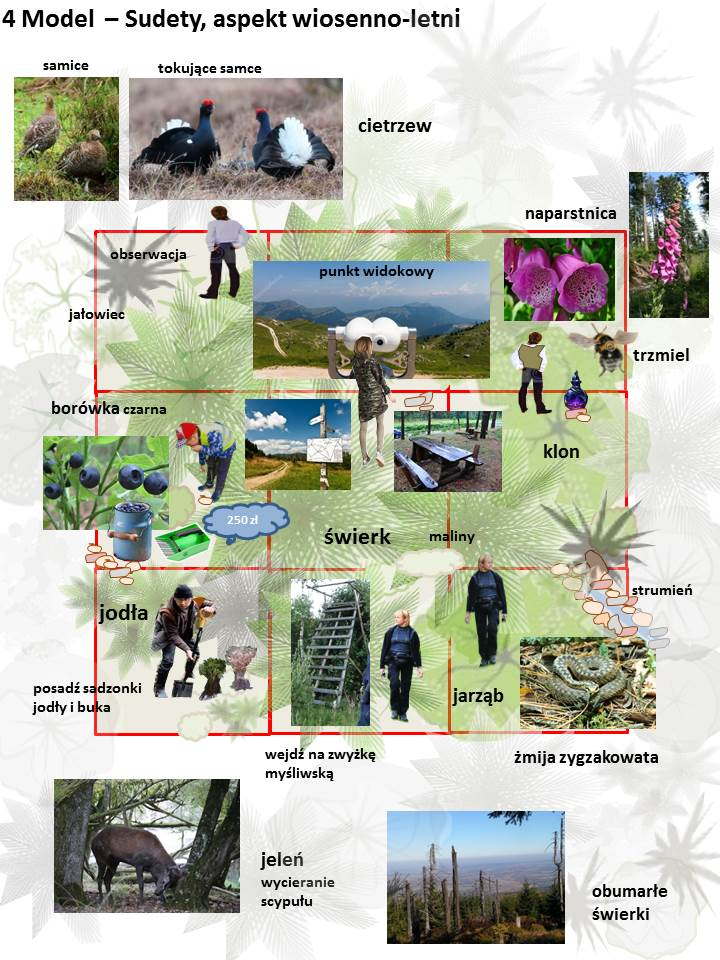 4 Model – Sudety, aspekt wiosenno-letni
samice
tokujące samce
cietrzew
naparstnica
obserwacja
punkt widokowy
jałowiec
trzmiel
borówka czarna
klon
250 zł
świerk
maliny
strumień
jodła
posadź sadzonki
jodły i buka
jarząb
wejdź na zwyżkę
myśliwską
żmija zygzakowata
jeleń
wycieranie
scypułu
obumarłe
świerki